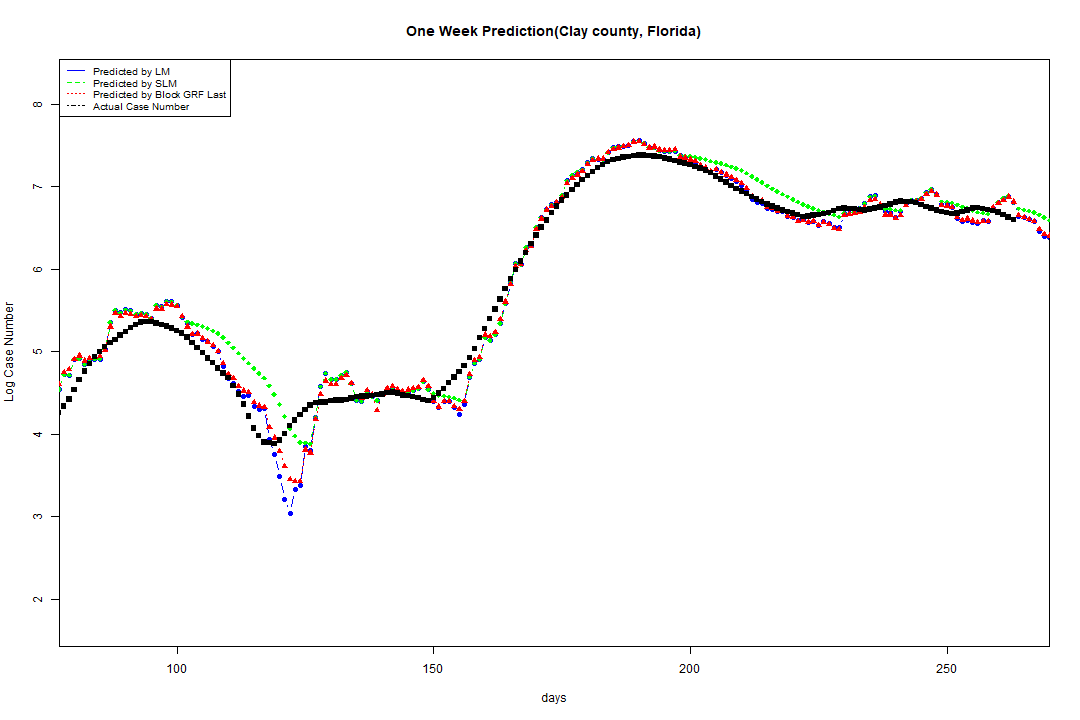 One Week Prediction(Clay county, Florida)
Predicted by LM
Predicted by SLM
Predicted by Block GRF Last
Actual Case Number
8
7
6
5
4
3
2
Log Case Number
100 150 200 250
days